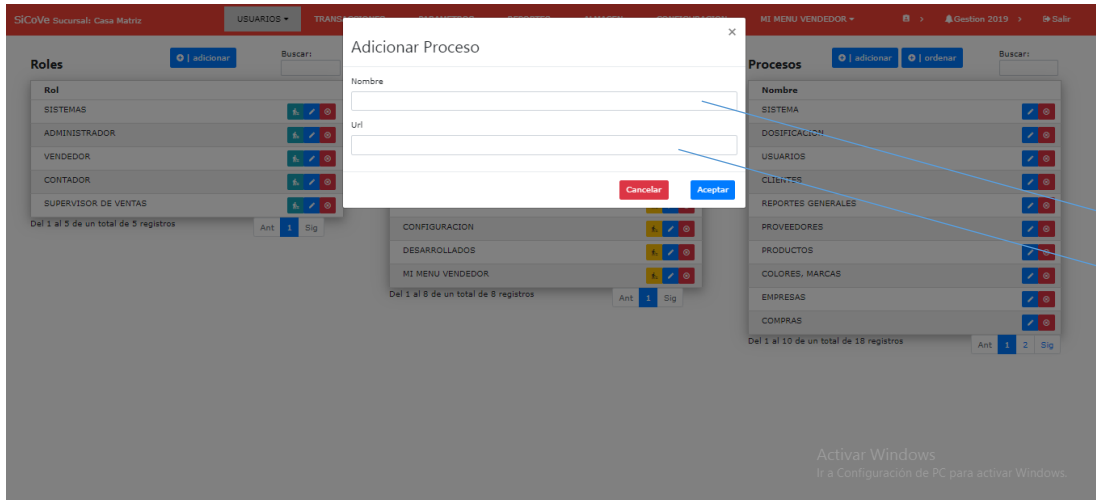 SiCoVe Sucursal: Casa Matriz
USUARIOS
TRANSACCIONES
PARAMETROS
REPORTES
ALMACEN
CONFIGURACION
MI MENU VENDEDOR
Gestion 2019
Salir
Adicionar Proceso
×
Nombre
Url
Cancelar
Aceptar
Roles
| adicionar
Buscar:
Rol
SISTEMAS
ADMINISTRADOR
VENDEDOR
CONTADOR
SUPERVISOR DE VENTAS
Del 1 al 5 de un total de 5 registros
Ant 1 Sig
CONFIGURACION
DESARROLLADOS
MI MENU VENDEDOR
Del 1 al 8 de un total de 8 registros
Ant 1 Sig
Procesos
| adicionar
| ordenar
Buscar:
Nombre
SISTEMA
DOSIFICACION
USUARIOS
CLIENTES
REPORTES GENERALES
PROVEEDORES
PRODUCTOS
COLORES, MARCAS
EMPRESAS
COMPRAS
Del 1 al 10 de un total de 18 registros
Ant 1 2 Sig
Activar Windows
Ir a Configuración de PC para activar Windows.